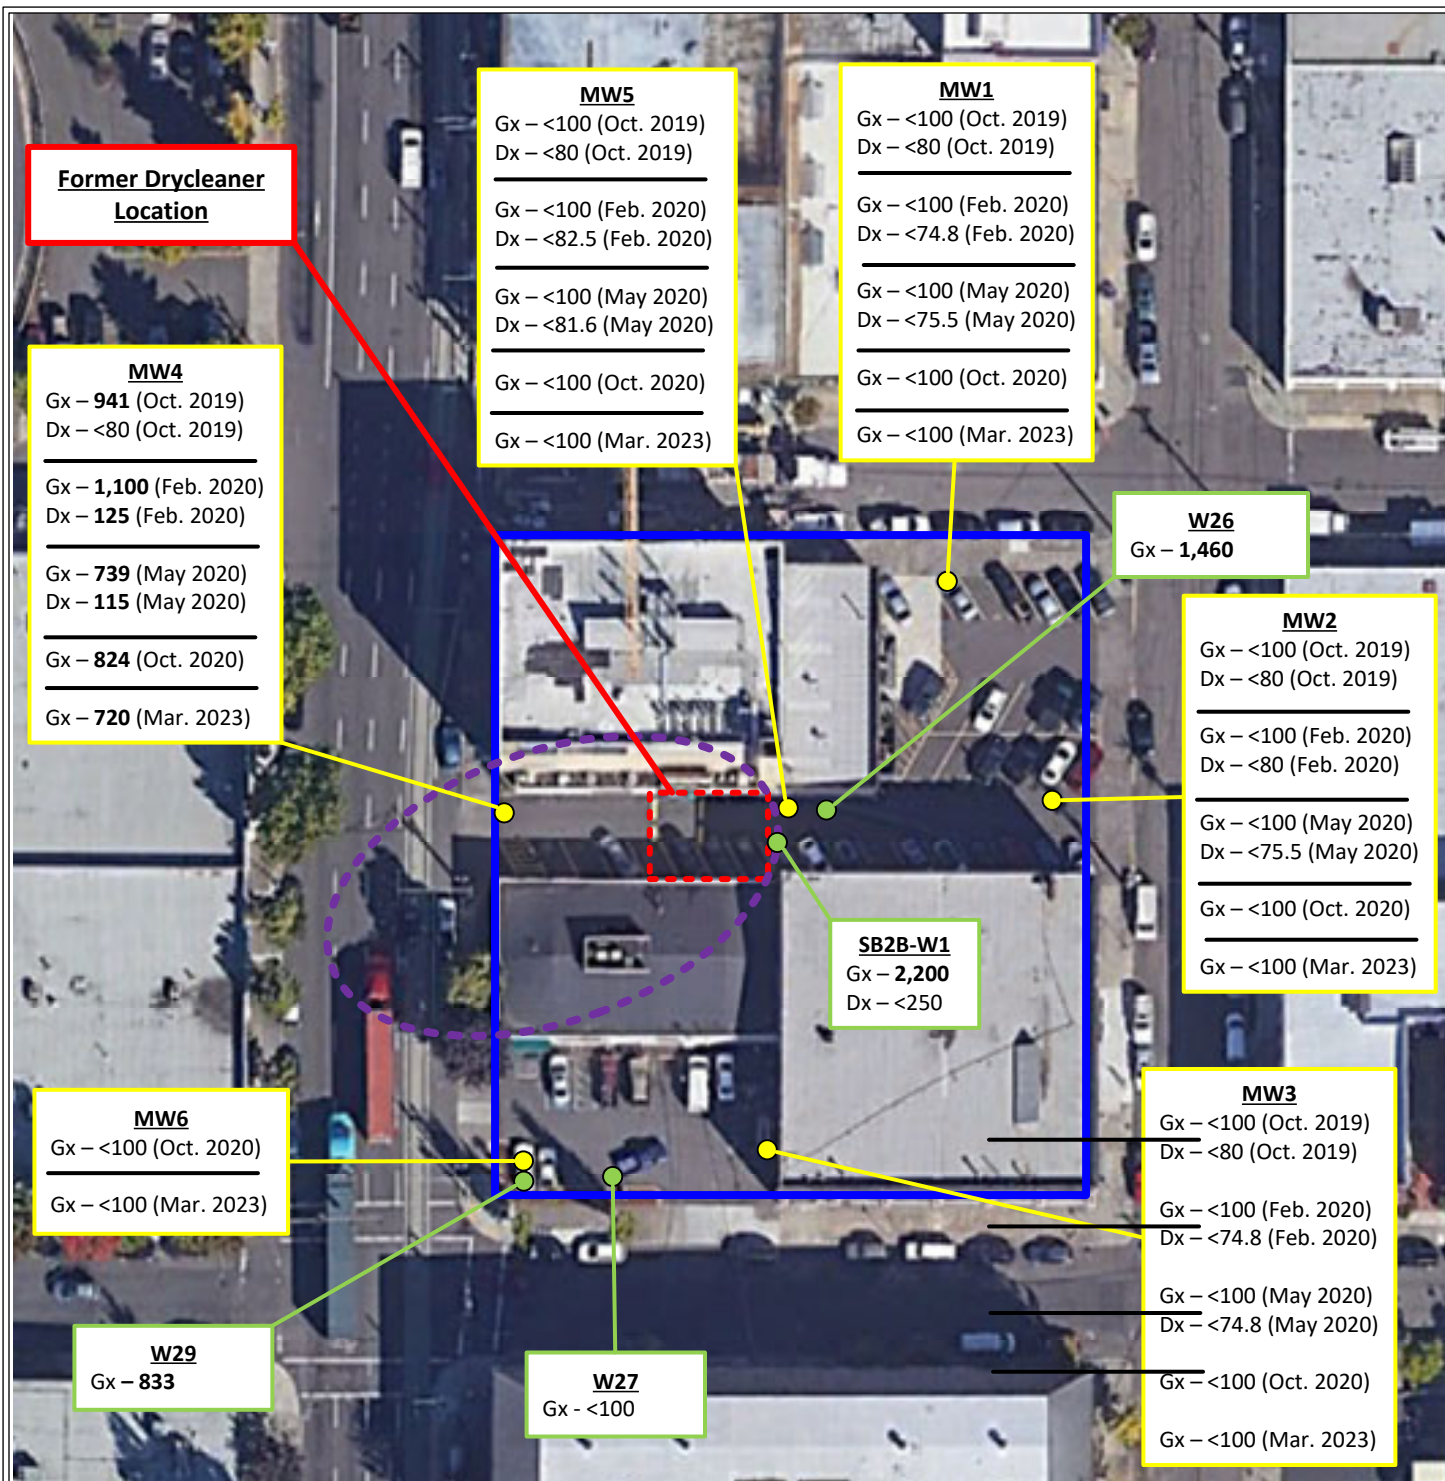 Former Drycleaner
Location
MW5
Gx – <100 (Oct. 2019)
Dx – <80 (Oct. 2019)
Gx – <100 (Feb. 2020)
Dx – <82.5 (Feb. 2020)
Gx – <100 (May 2020)
Dx – <81.6 (May 2020)
Gx – <100 (Oct. 2020)
Gx – <100 (Mar. 2023)
MW1
Gx – <100 (Oct. 2019)
Dx – <80 (Oct. 2019)
Gx – <100 (Feb. 2020)
Dx – <74.8 (Feb. 2020)
Gx – <100 (May 2020)
Dx – <75.5 (May 2020)
Gx – <100 (Oct. 2020)
Gx – <100 (Mar. 2023)
MW4
Gx – 941 (Oct. 2019)
Dx – <80 (Oct. 2019)
Gx – 1,100 (Feb. 2020)
Dx – 125 (Feb. 2020)
Gx – 739 (May 2020)
Dx – 115 (May 2020)
Gx – 824 (Oct. 2020)
Gx – 720 (Mar. 2023)
W26
Gx – 1,460
MW2
Gx – <100 (Oct. 2019)
Dx – <80 (Oct. 2019)
Gx – <100 (Feb. 2020)
Dx – <80 (Feb. 2020)
Gx – <100 (May 2020)
Dx – <75.5 (May 2020)
Gx – <100 (Oct. 2020)
Gx – <100 (Mar. 2023)
SB2B-W1
Gx – 2,200
Dx – <250
MW6
Gx – <100 (Oct. 2020)
Gx – <100 (Mar. 2023)
MW3
Gx – <100 (Oct. 2019)
Dx – <80 (Oct. 2019)
Gx – <100 (Feb. 2020)
Dx – <74.8 (Feb. 2020)
Gx – <100 (May 2020)
Dx – <74.8 (May 2020)
Gx – <100 (Oct. 2020)
Gx – <100 (Mar. 2023)
W29
Gx – 833
W27
Gx - <100